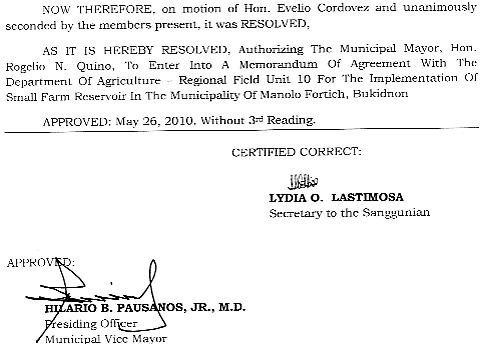 NOW THEREFORE, on motion of Hon. Evelio Cordovez and unanimously
seconded by the members present, it was RESOLVED,
AS IT IS HEREBY RESOLVED, Authorizing The Municipal Mayor, Hon.
Rogelio N. Quino, To Enter Into A Memorandum Of Agreement With The
Department Of Agriculture – Regional Field Unit 10 For The Implementation Of
Small Farm Reservoir In The Municipality Of Manolo Fortich, Bukidnon
APPROVED: May 26, 2010. Without 3rd Reading.
CERTIFIED CORRECT:
LYDIA O. LASTIMOSA
Secretary to the Sanggunian
APPROVED:
HILARIO B. PAUSANOS, JR., M.D.
Presiding Officer
Municipal Vice Mayor